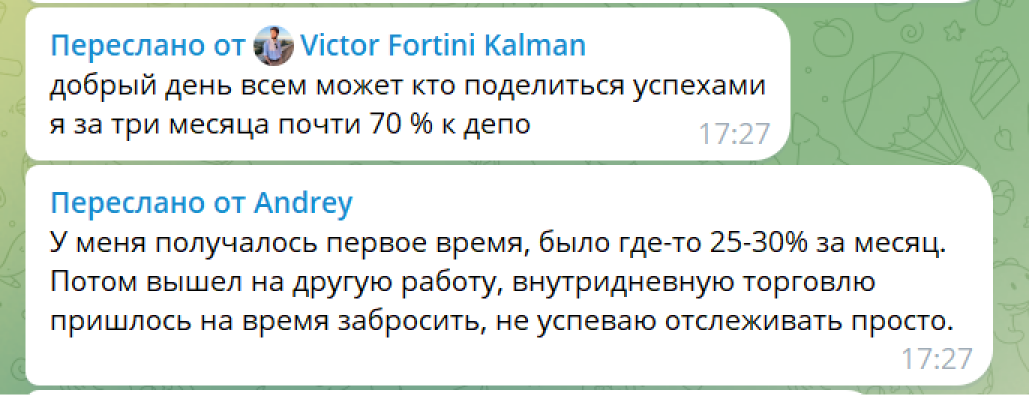 Переслано от Victor Fortini Kalman
добрый день всем может кто поделиться успехами
я за три месяца почти 70 % к депо
17:27
Переслано от Andrey
У меня получалось первое время, было где-то 25-30% за месяц.
Потом вышел на другую работу, внутридневную торговлю
пришлось на время забросить, не успеваю отслеживать просто.
17:27